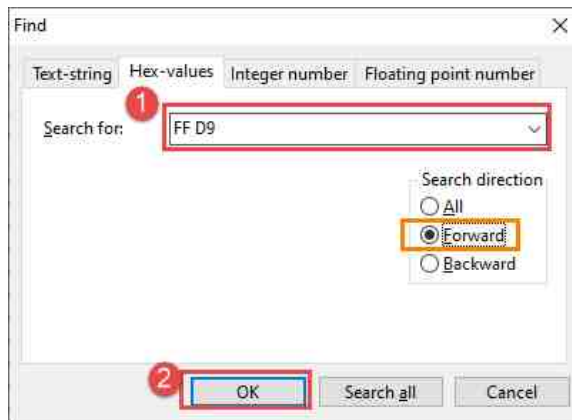 Find
Text-string Hex-values Integer number Floating point number
1
Search for: FF D9
Search direction
All
Forward
Backward
2
OK Search all Cancel